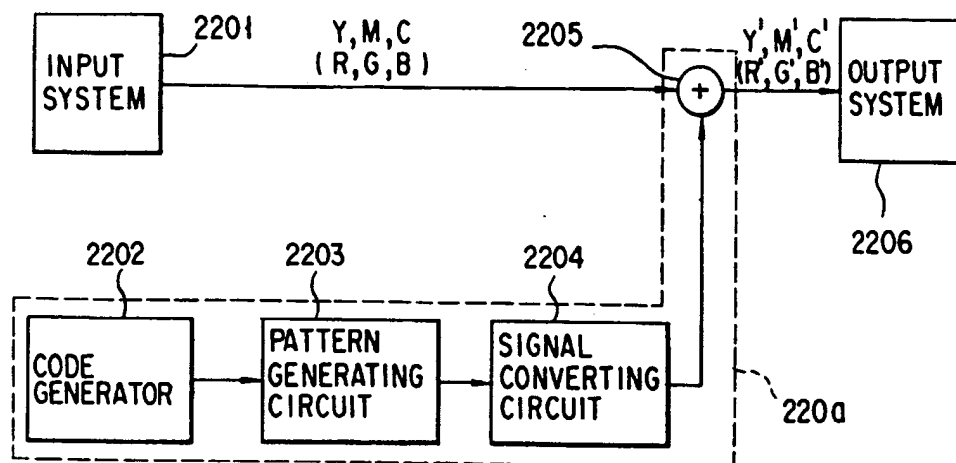 2201
INPUT
SYSTEM
Y, M, C
(R, G, B)
2205
+
Y', M', C'
(R', G', B')
OUTPUT
SYSTEM
2206
2202
2203
2204
CODE
GENERATOR
PATTERN
GENERATING
CIRCUIT
SIGNAL
CONVERTING
CIRCUIT
220a